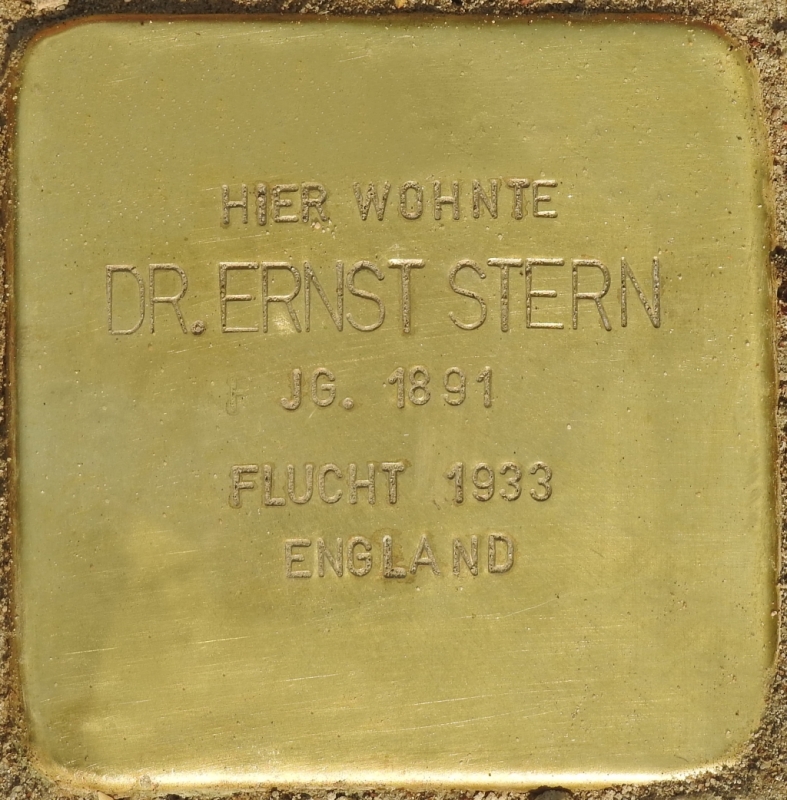 HIER WOHNTE
DR. ERNST STERN
JG. 1891
FLUCHT 1933
ENGLAND